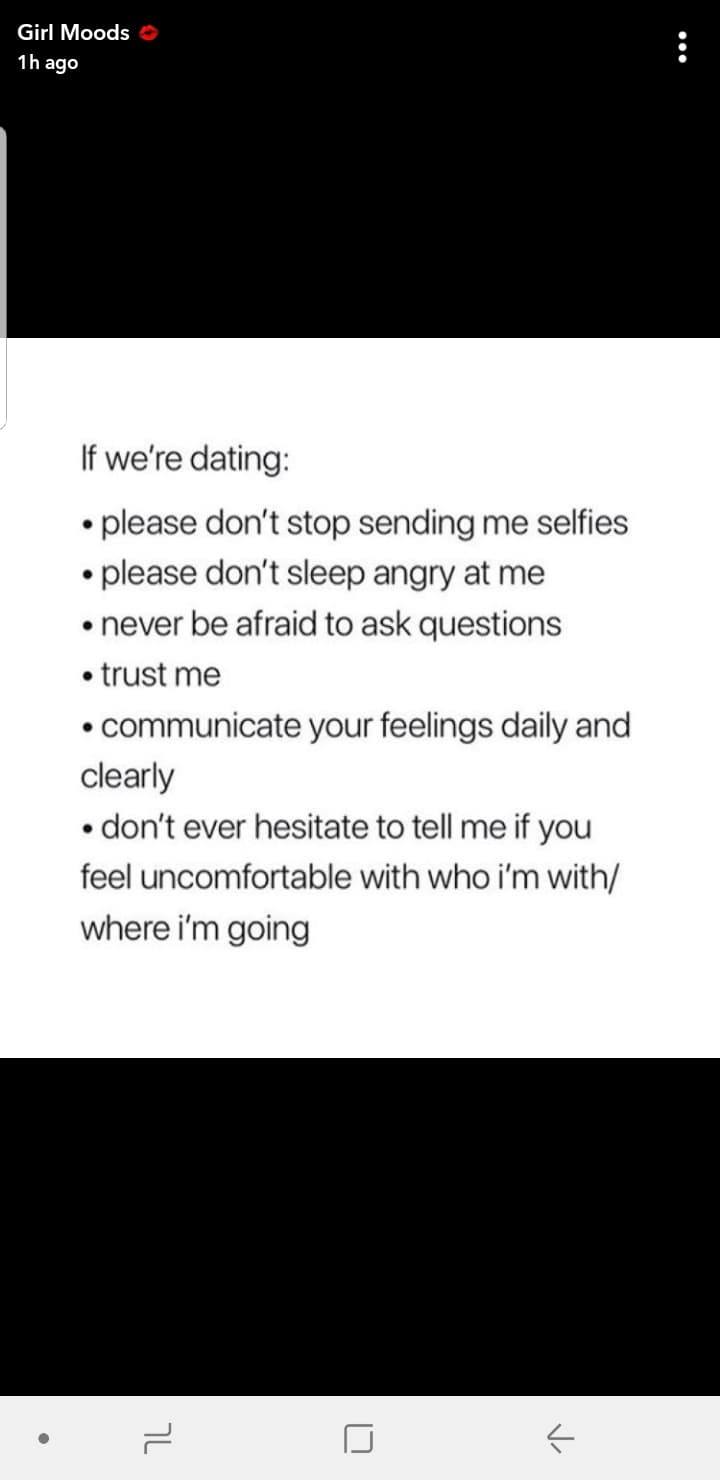 Girl Moods 💋
1h ago
If we're dating:
• please don't stop sending me selfies
• please don't sleep angry at me
• never be afraid to ask questions
• trust me
• communicate your feelings daily and
clearly
• don't ever hesitate to tell me if you
feel uncomfortable with who i'm with/
where i'm going